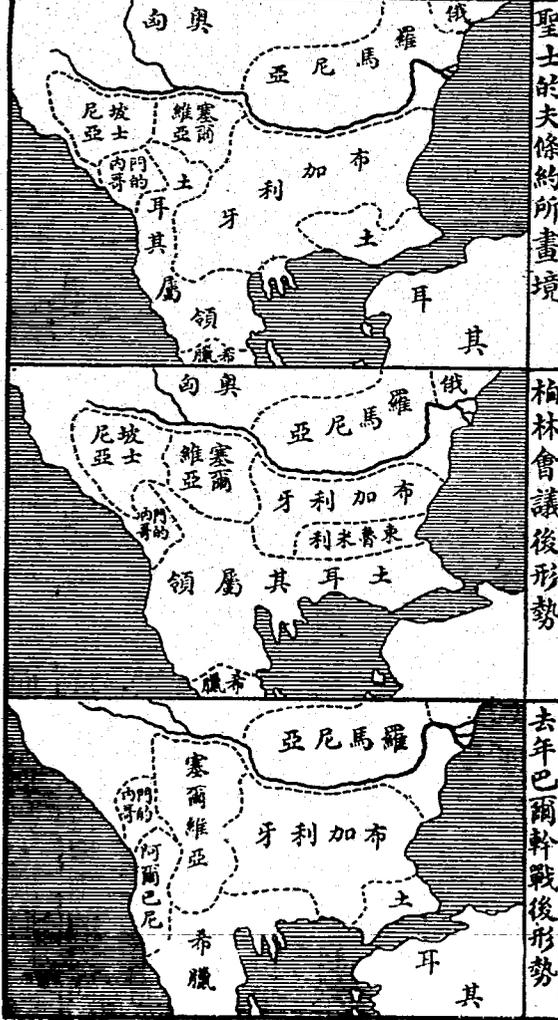 聖士的夫條約所畫境
俄
奧匈
羅馬尼亞
塞爾維亞
坡士尼亞
門的內哥
布加利牙
土耳其屬領
土耳其
希臘
柏林會議後形勢
俄
奧匈
羅馬尼亞
塞爾維亞
坡士尼亞
門的內哥
布加利牙
東魯米利
土耳其屬領
希臘
去年巴爾幹戰後形勢
羅馬尼亞
塞爾維亞
門的內哥
布加利牙
阿爾巴尼
土耳其
希臘